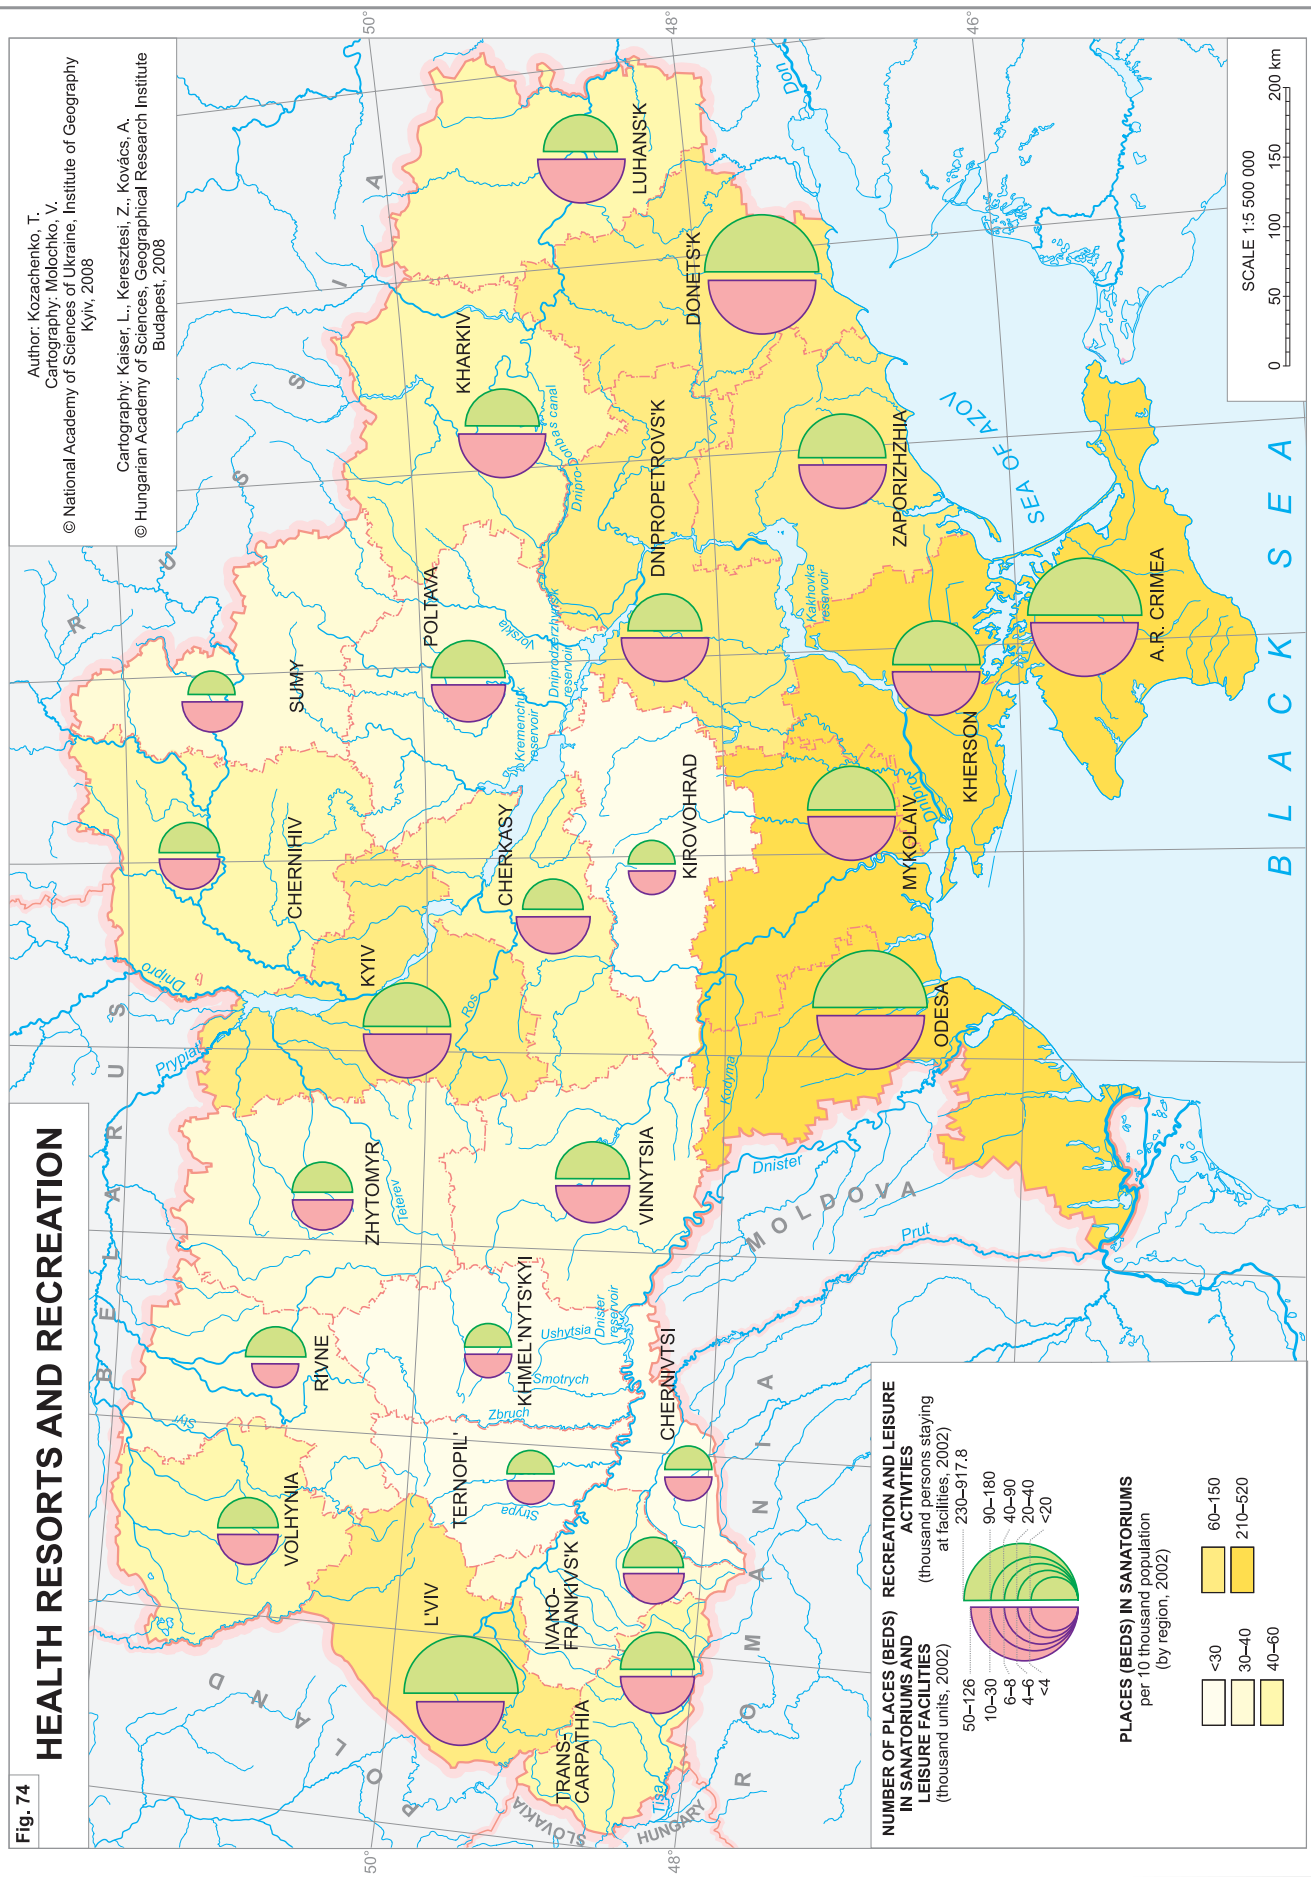 Fig. 74
HEALTH RESORTS AND RECREATION
Author: Kozachenko, T.
Cartography: Molochko, V.
© National Academy of Sciences of Ukraine, Institute of Geography
Kyiv, 2008
Cartography: Kaiser, L., Keresztesi, Z., Kovács, A.
© Hungarian Academy of Sciences, Geographical Research Institute
Budapest, 2008
50°
48°
46°
50°
48°
BELARUS
RUSSIA
POLAND
SLOVAKIA
HUNGARY
ROMANIA
MOLDOVA
VOLHYNIA
RIVNE
ZHYTOMYR
KYIV
CHERNIHIV
SUMY
L'VIV
TERNOPIL'
KHMEL'NYTS'KYI
VINNYTSIA
CHERKASY
POLTAVA
KHARKIV
LUHANS'K
TRANS-
CARPATHIA
IVANO-
FRANKIVS'K
CHERNIVTSI
KIROVOHRAD
DNIPROPETROVS'K
DONETS'K
ODESA
MYKOLAIV
KHERSON
ZAPORIZHZHIA
A.R. CRIMEA
Styr
Prypiat
Dnipro
Teterev
Ros
Zbruch
Smotrych
Ushytsia
Strypa
Dnister
reservoir
Tisa
Prut
Dnister
Kodyma
Kremenchuk
reservoir
Vorskla
Dniprodzerzhyns'k
reservoir
Dnipro-Donbas canal
Kakhovka
reservoir
Dnipro
Don
SEA OF AZOV
BLACK SEA
SCALE 1:5 500 000
0 50 100 150 200 km
NUMBER OF PLACES (BEDS)
IN SANATORIUMS AND
LEISURE FACILITIES
(thousand units, 2002)
50–126
10–30
6–8
4–6
<4
RECREATION AND LEISURE
ACTIVITIES
(thousand persons staying
at facilities, 2002)
230–917.8
90–180
40–90
20–40
<20
PLACES (BEDS) IN SANATORIUMS
per 10 thousand population
(by region, 2002)
<30
30–40
40–60
60–150
210–520